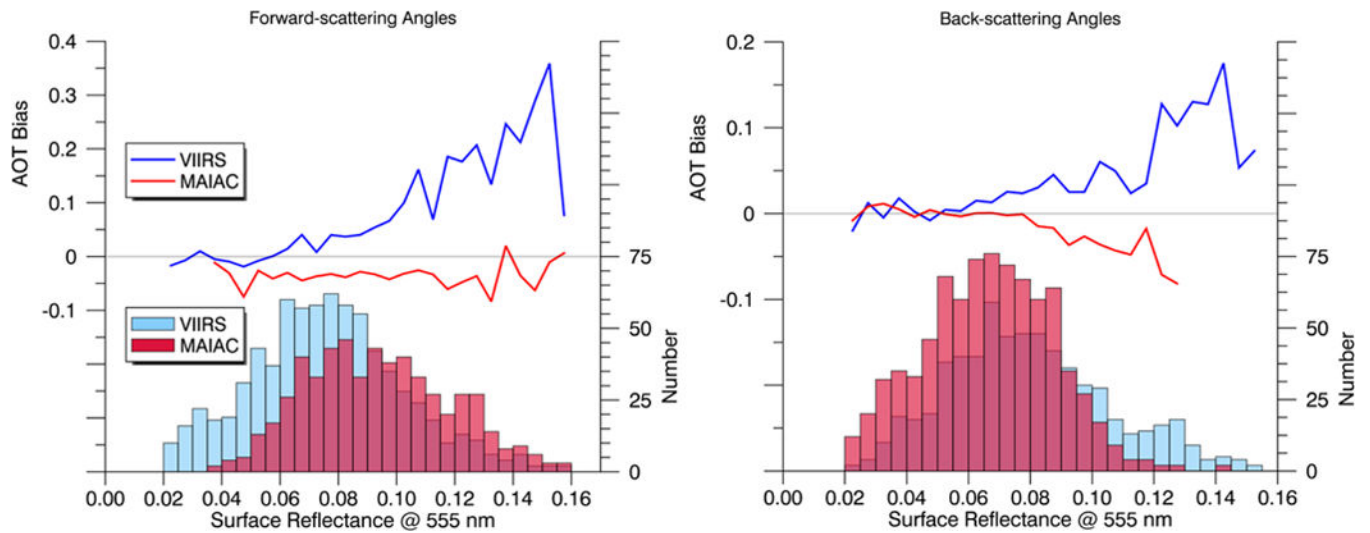 Forward-scattering Angles
0.4
0.3
0.2
0.1
0
-0.1
AOT Bias
VIIRS
MAIAC
VIIRS
MAIAC
75
50
25
0
Number
0.00 0.02 0.04 0.06 0.08 0.10 0.12 0.14 0.16
Surface Reflectance @ 555 nm
Back-scattering Angles
0.2
0.1
0
-0.1
AOT Bias
75
50
25
0
Number
0.00 0.02 0.04 0.06 0.08 0.10 0.12 0.14 0.16
Surface Reflectance @ 555 nm